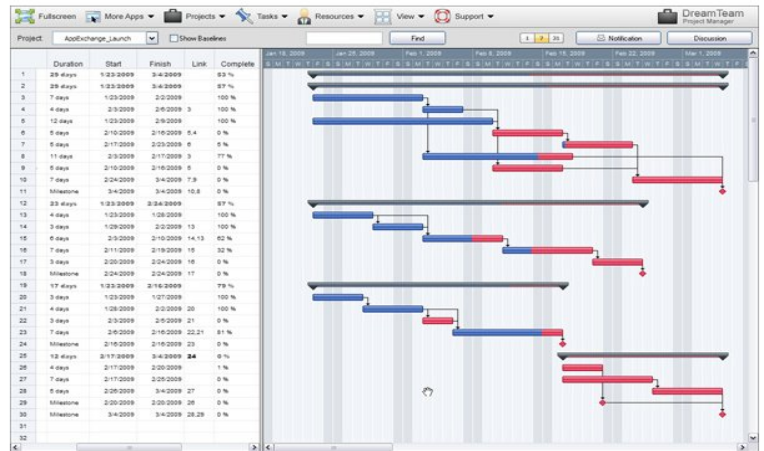 Fullscreen More Apps Projects Tasks Resources View Support DreamTeam
Project Manager
Project: AppExchange_Launch Show Baselines Find 1 7 31 Notification Discussion
Duration Start Finish Link Complete
Jan 18, 2009 Jan 25, 2009 Feb 1, 2009 Feb 8, 2009 Feb 15, 2009 Feb 22, 2009 Mar 1, 2009
1 29 days 1/23/2009 3/4/2009
2 29 days 1/23/2009 3/4/2009 57 %
3 7 days 1/23/2009 2/2/2009 100 %
4 4 days 2/3/2009 2/6/2009 3 100 %
5 12 days 1/23/2009 2/9/2009 100 %
6 5 days 2/10/2009 2/16/2009 5,4 0 %
7 5 days 2/17/2009 2/23/2009 6 5 %
8 11 days 2/3/2009 2/17/2009 3 77 %
9 5 days 2/10/2009 2/16/2009 5 0 %
10 7 days 2/24/2009 3/4/2009 7,9 0 %
11 Milestone 3/4/2009 3/4/2009 10,8 0 %
12 23 days 1/23/2009 2/24/2009 57 %
13 4 days 1/23/2009 1/28/2009 100 %
14 3 days 1/29/2009 2/2/2009 13 100 %
15 6 days 2/3/2009 2/10/2009 14,13 62 %
16 7 days 2/11/2009 2/19/2009 15 32 %
17 3 days 2/20/2009 2/24/2009 16 0 %
18 Milestone 2/24/2009 2/24/2009 17 0 %
19 17 days 1/23/2009 2/16/2009 79 %
20 3 days 1/23/2009 1/27/2009 100 %
21 4 days 1/28/2009 2/2/2009 20 100 %
22 3 days 2/3/2009 2/5/2009 21 0 %
23 7 days 2/6/2009 2/16/2009 22,21 81 %
24 Milestone 2/16/2009 2/16/2009 23 0 %
25 12 days 2/17/2009 3/4/2009 24
26 4 days 2/17/2009 2/20/2009 1 %
27 7 days 2/17/2009 2/25/2009 0 %
28 5 days 2/26/2009 3/4/2009 27 0 %
29 Milestone 2/20/2009 2/20/2009 26 0 %
30 Milestone 3/4/2009 3/4/2009 28,29 0 %
31
32